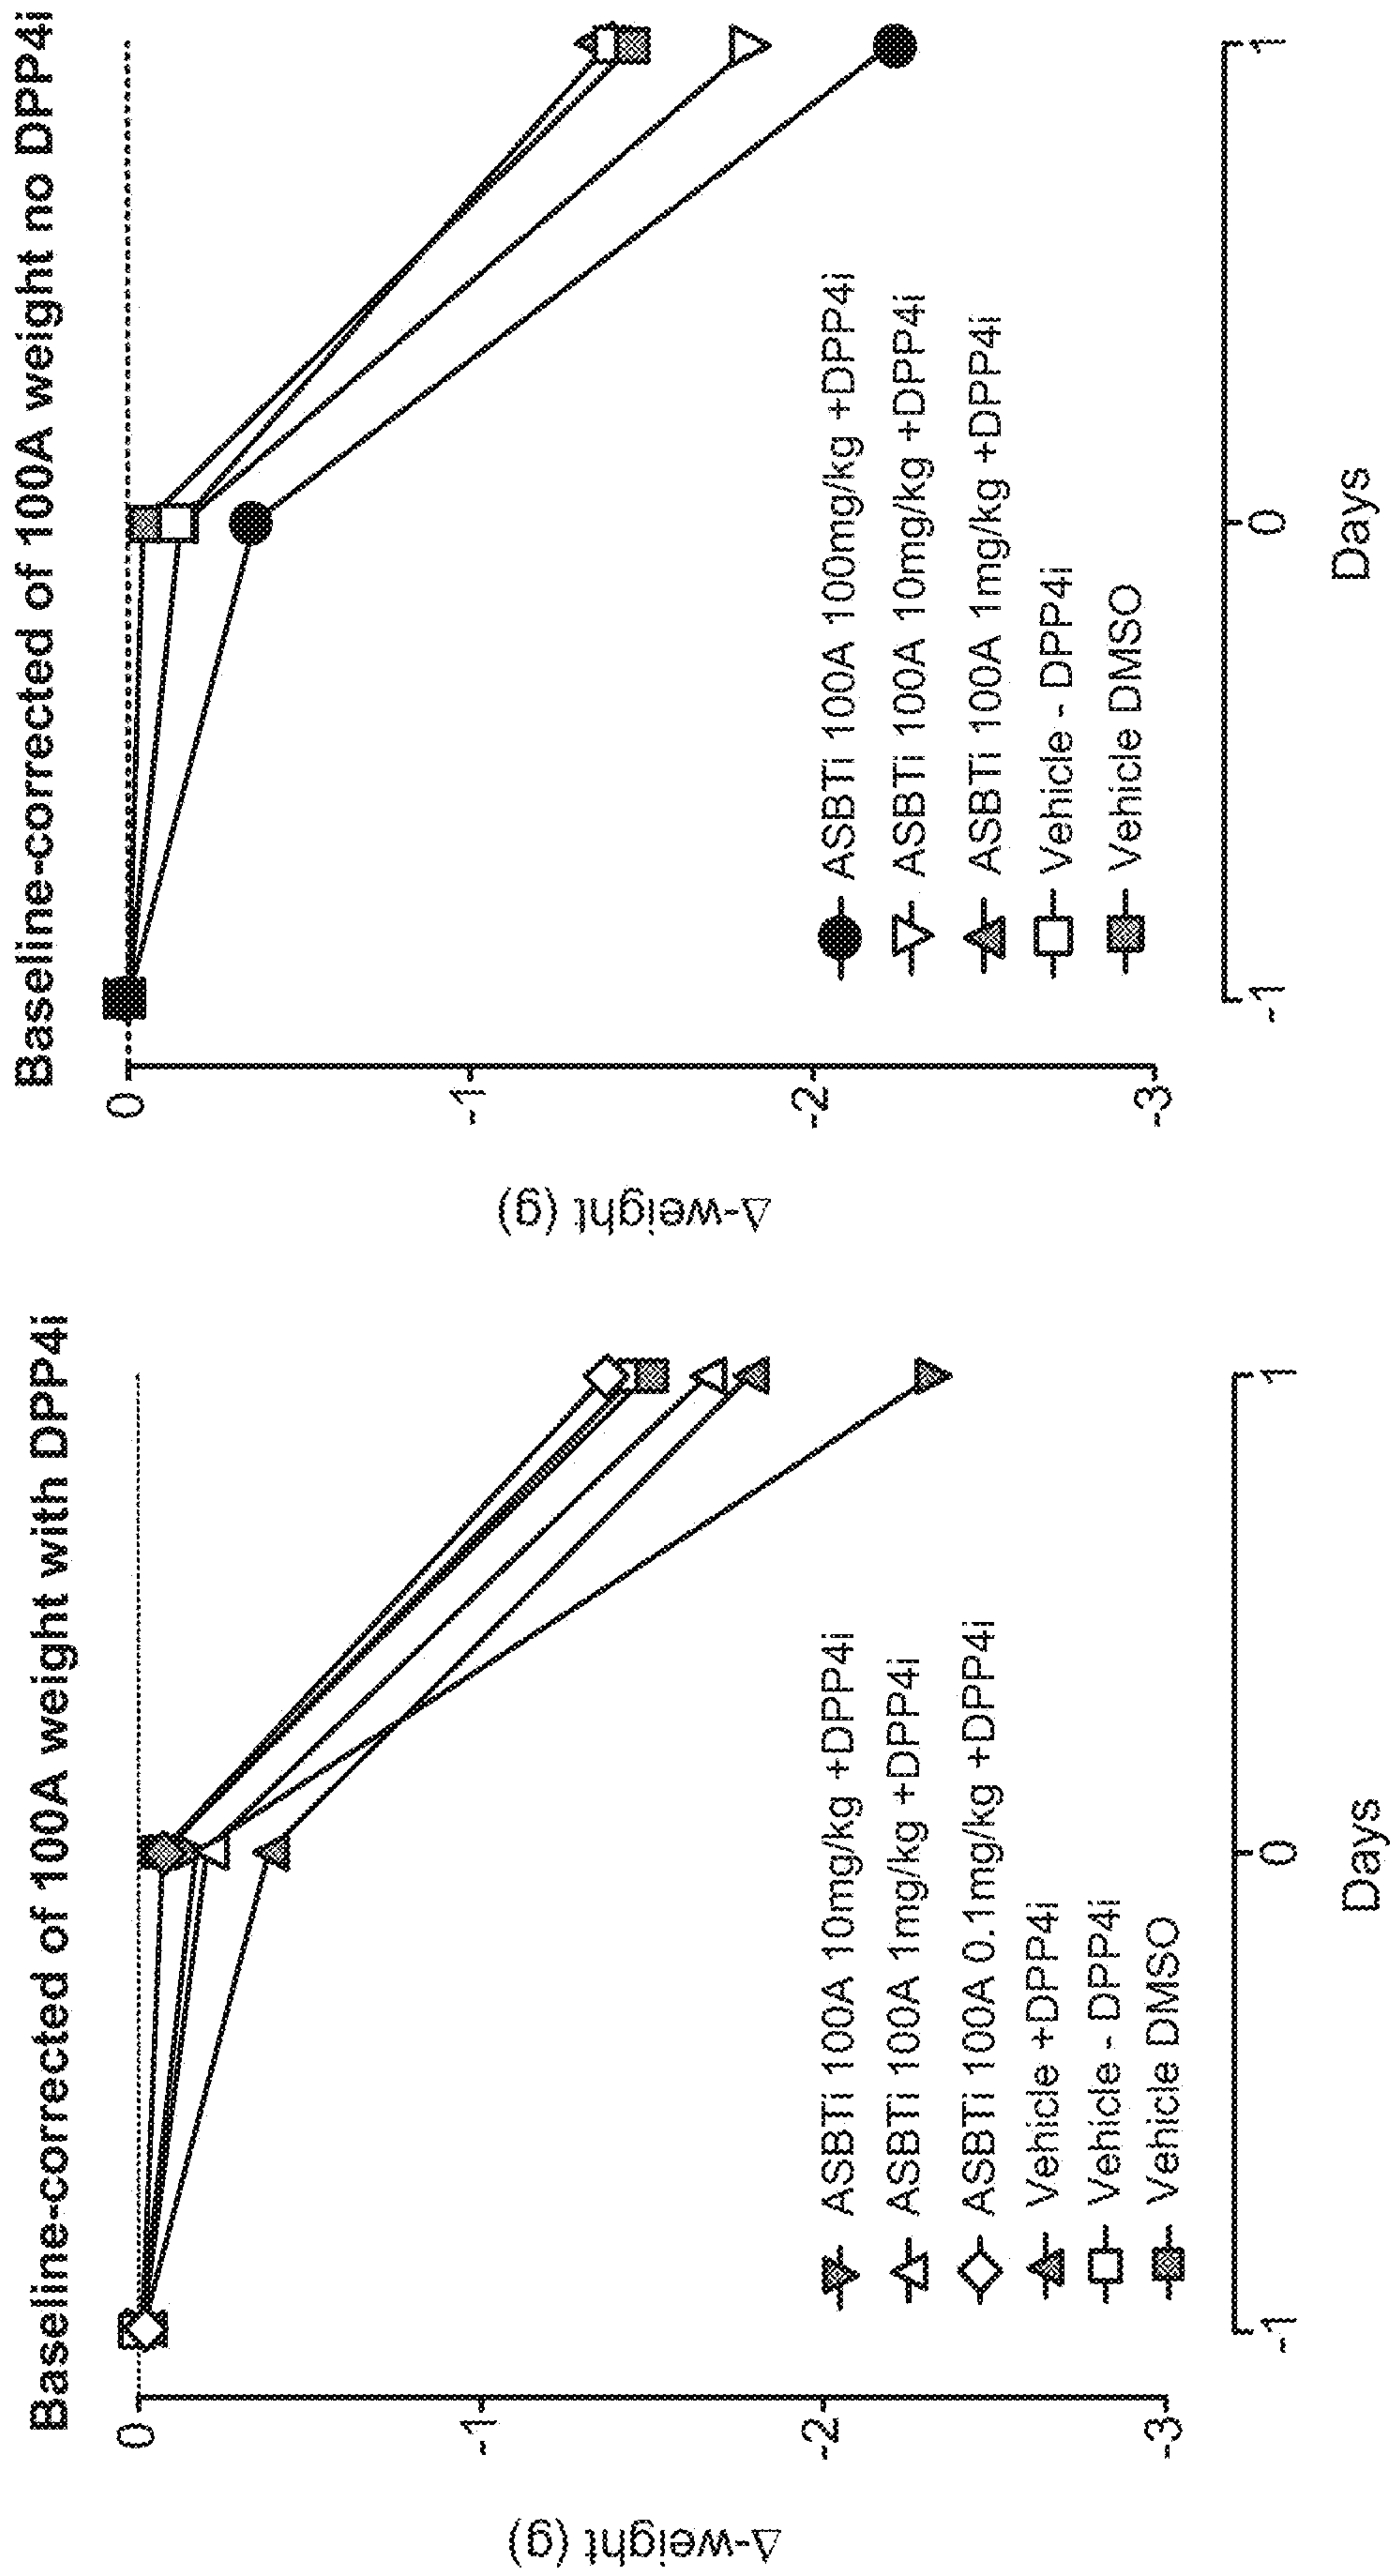 Baseline-corrected of 100A weight with DPP4i
Δ-weight (g)
0
-1
-2
-3
ASBTi 100A 10mg/kg +DPP4i
ASBTi 100A 1mg/kg +DPP4i
ASBTi 100A 0.1mg/kg +DPP4i
Vehicle +DPP4i
Vehicle - DPP4i
Vehicle DMSO
-1
0
1
Days
Baseline-corrected of 100A weight no DPP4i
Δ-weight (g)
0
-1
-2
-3
ASBTi 100A 100mg/kg +DPP4i
ASBTi 100A 10mg/kg +DPP4i
ASBTi 100A 1mg/kg +DPP4i
Vehicle - DPP4i
Vehicle DMSO
-1
0
1
Days